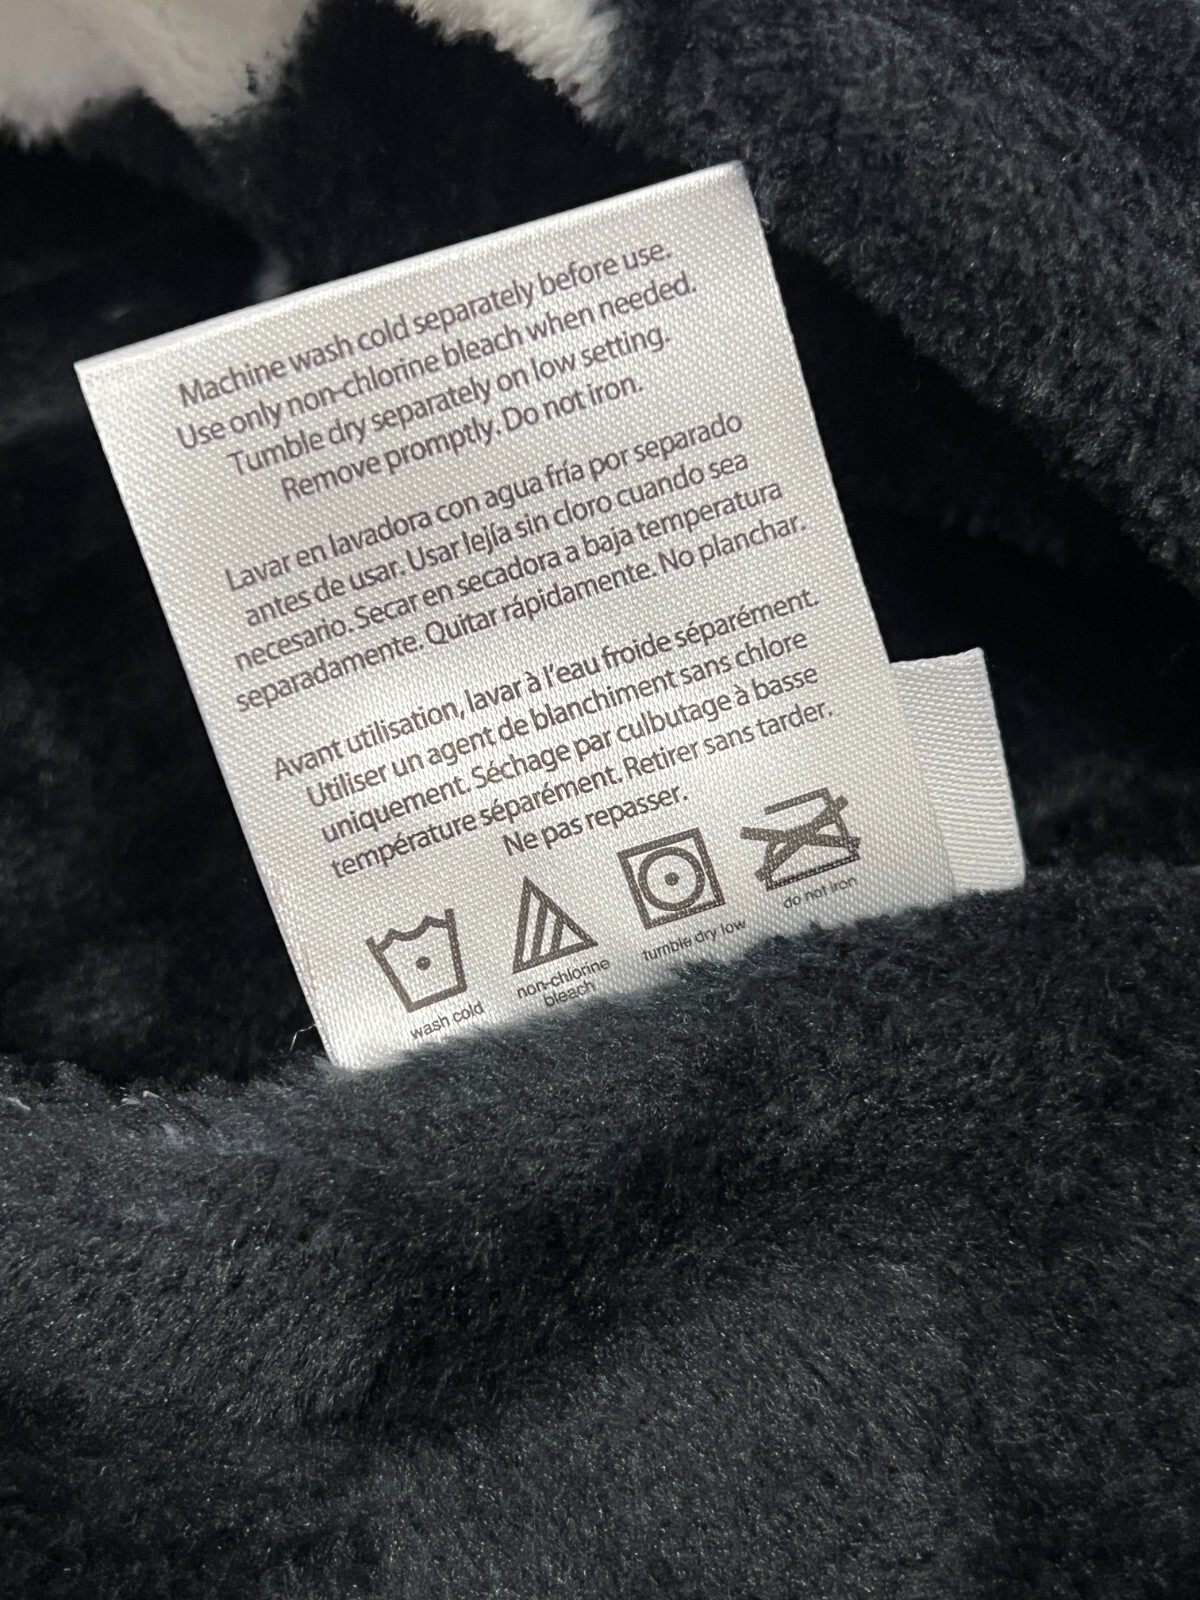 Machine wash cold separately before use.
Use only non-chlorine bleach when needed.
Tumble dry separately on low setting.
Remove promptly. Do not iron.
Lavar en lavadora con agua fría por separado
antes de usar. Usar lejía sin cloro cuando sea
necesario. Secar en secadora a baja temperatura
separadamente. Quitar rápidamente. No planchar.
Avant utilisation, lavar à l'eau froide séparément.
Utiliser un agent de blanchiment sans chlore
uniquement. Séchage par culbutage à basse
température séparément. Retirer sans tarder.
Ne pas repasser.
wash cold
non-chlorine
bleach
tumble dry low
do not iron